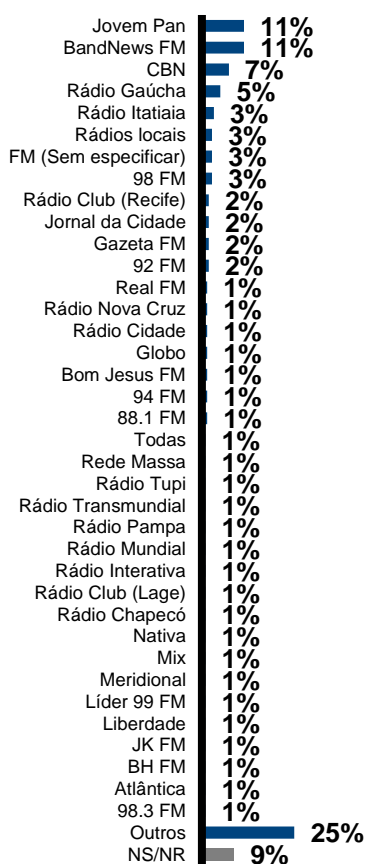 Jovem Pan 11%
BandNews FM 11%
CBN 7%
Rádio Gaúcha 5%
Rádio Itatiaia 3%
Rádios locais 3%
FM (Sem especificar) 3%
98 FM 3%
Rádio Club (Recife) 2%
Jornal da Cidade 2%
Gazeta FM 2%
92 FM 2%
Real FM 1%
Rádio Nova Cruz 1%
Rádio Cidade 1%
Globo 1%
Bom Jesus FM 1%
94 FM 1%
88.1 FM 1%
Todas 1%
Rede Massa 1%
Rádio Tupi 1%
Rádio Transmundial 1%
Rádio Pampa 1%
Rádio Mundial 1%
Rádio Interativa 1%
Rádio Club (Lage) 1%
Rádio Chapecó 1%
Nativa 1%
Mix 1%
Meridional 1%
Líder 99 FM 1%
Liberdade 1%
JK FM 1%
BH FM 1%
Atlântica 1%
98.3 FM 1%
Outros 25%
NS/NR 9%